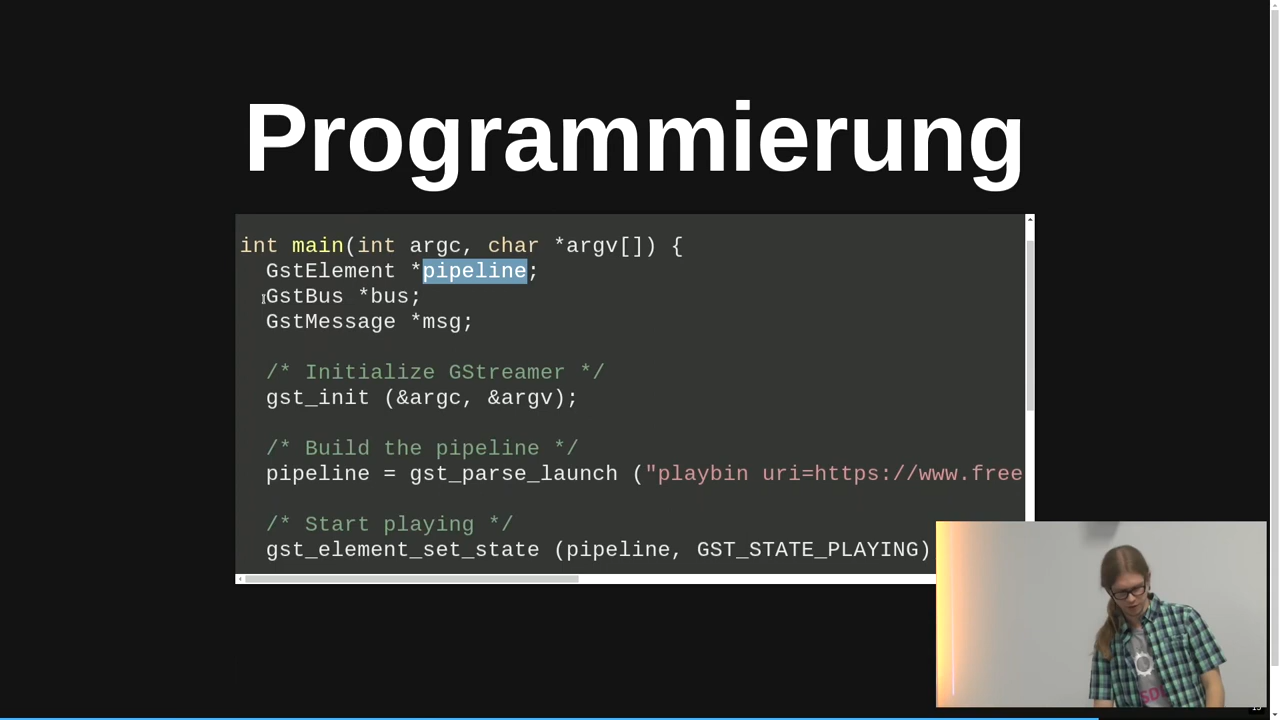 Programmierung
int main(int argc, char *argv[]) {
GstElement *pipeline;
GstBus *bus;
GstMessage *msg;
/* Initialize GStreamer */
gst_init (&argc, &argv);
/* Build the pipeline */
pipeline = gst_parse_launch ("playbin uri=https://www.free
/* Start playing */
gst_element_set_state (pipeline, GST_STATE_PLAYING)